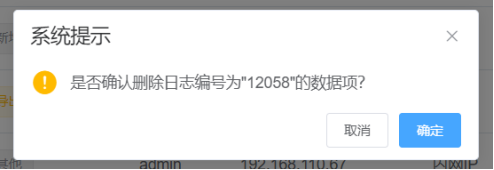 系统提示
是否确认删除日志编号为"12058"的数据项?
取消
确定
admin
192.168.110.67
内网IP